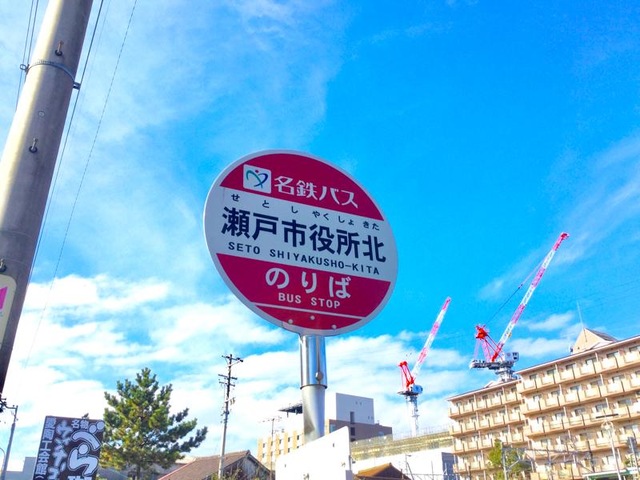 名鉄バス
せとしやくしょきた
瀬戸市役所北
SETO SHIYAKUSHO-KITA
のりば
BUS STOP